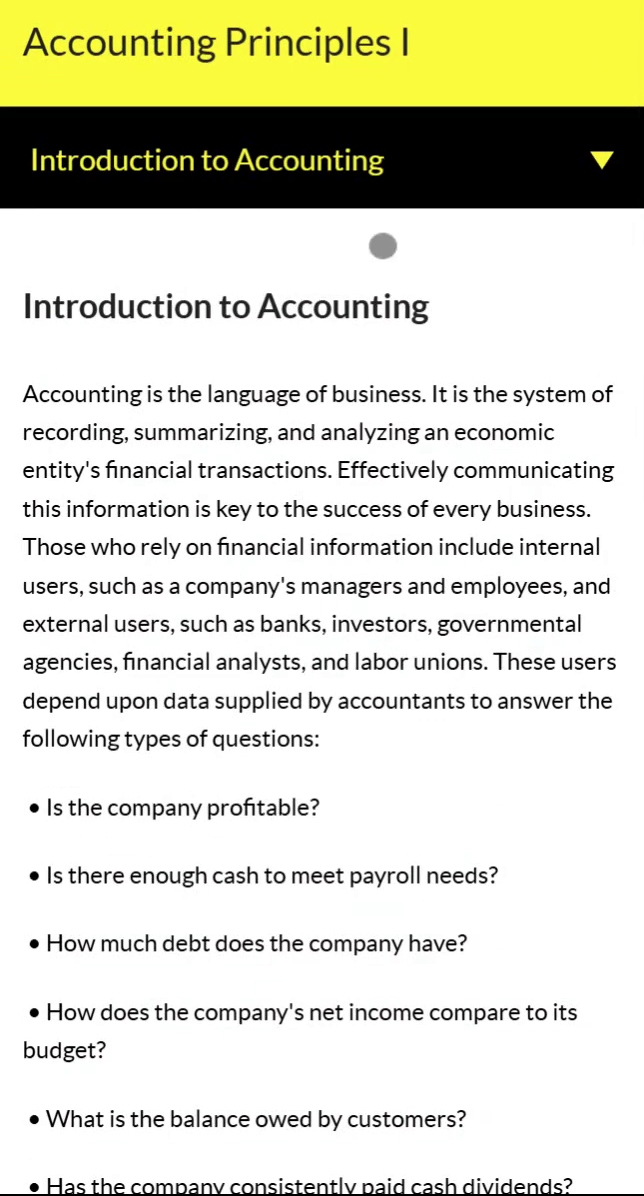 Accounting Principles I
Introduction to Accounting
Introduction to Accounting
Accounting is the language of business. It is the system of
recording, summarizing, and analyzing an economic
entity's financial transactions. Effectively communicating
this information is key to the success of every business.
Those who rely on financial information include internal
users, such as a company's managers and employees, and
external users, such as banks, investors, governmental
agencies, financial analysts, and labor unions. These users
depend upon data supplied by accountants to answer the
following types of questions:
• Is the company profitable?
• Is there enough cash to meet payroll needs?
• How much debt does the company have?
• How does the company's net income compare to its
budget?
• What is the balance owed by customers?
• Has the company consistently paid cash dividends?